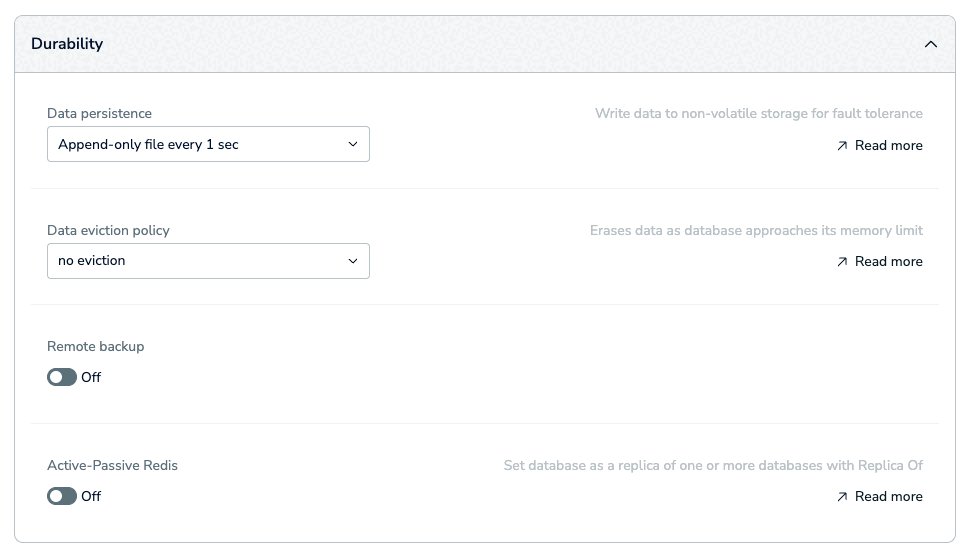 Durability
Data persistence
Write data to non-volatile storage for fault tolerance
Append-only file every 1 sec
Read more
Data eviction policy
Erases data as database approaches its memory limit
no eviction
Read more
Remote backup
Off
Active-Passive Redis
Set database as a replica of one or more databases with Replica Of
Off
Read more